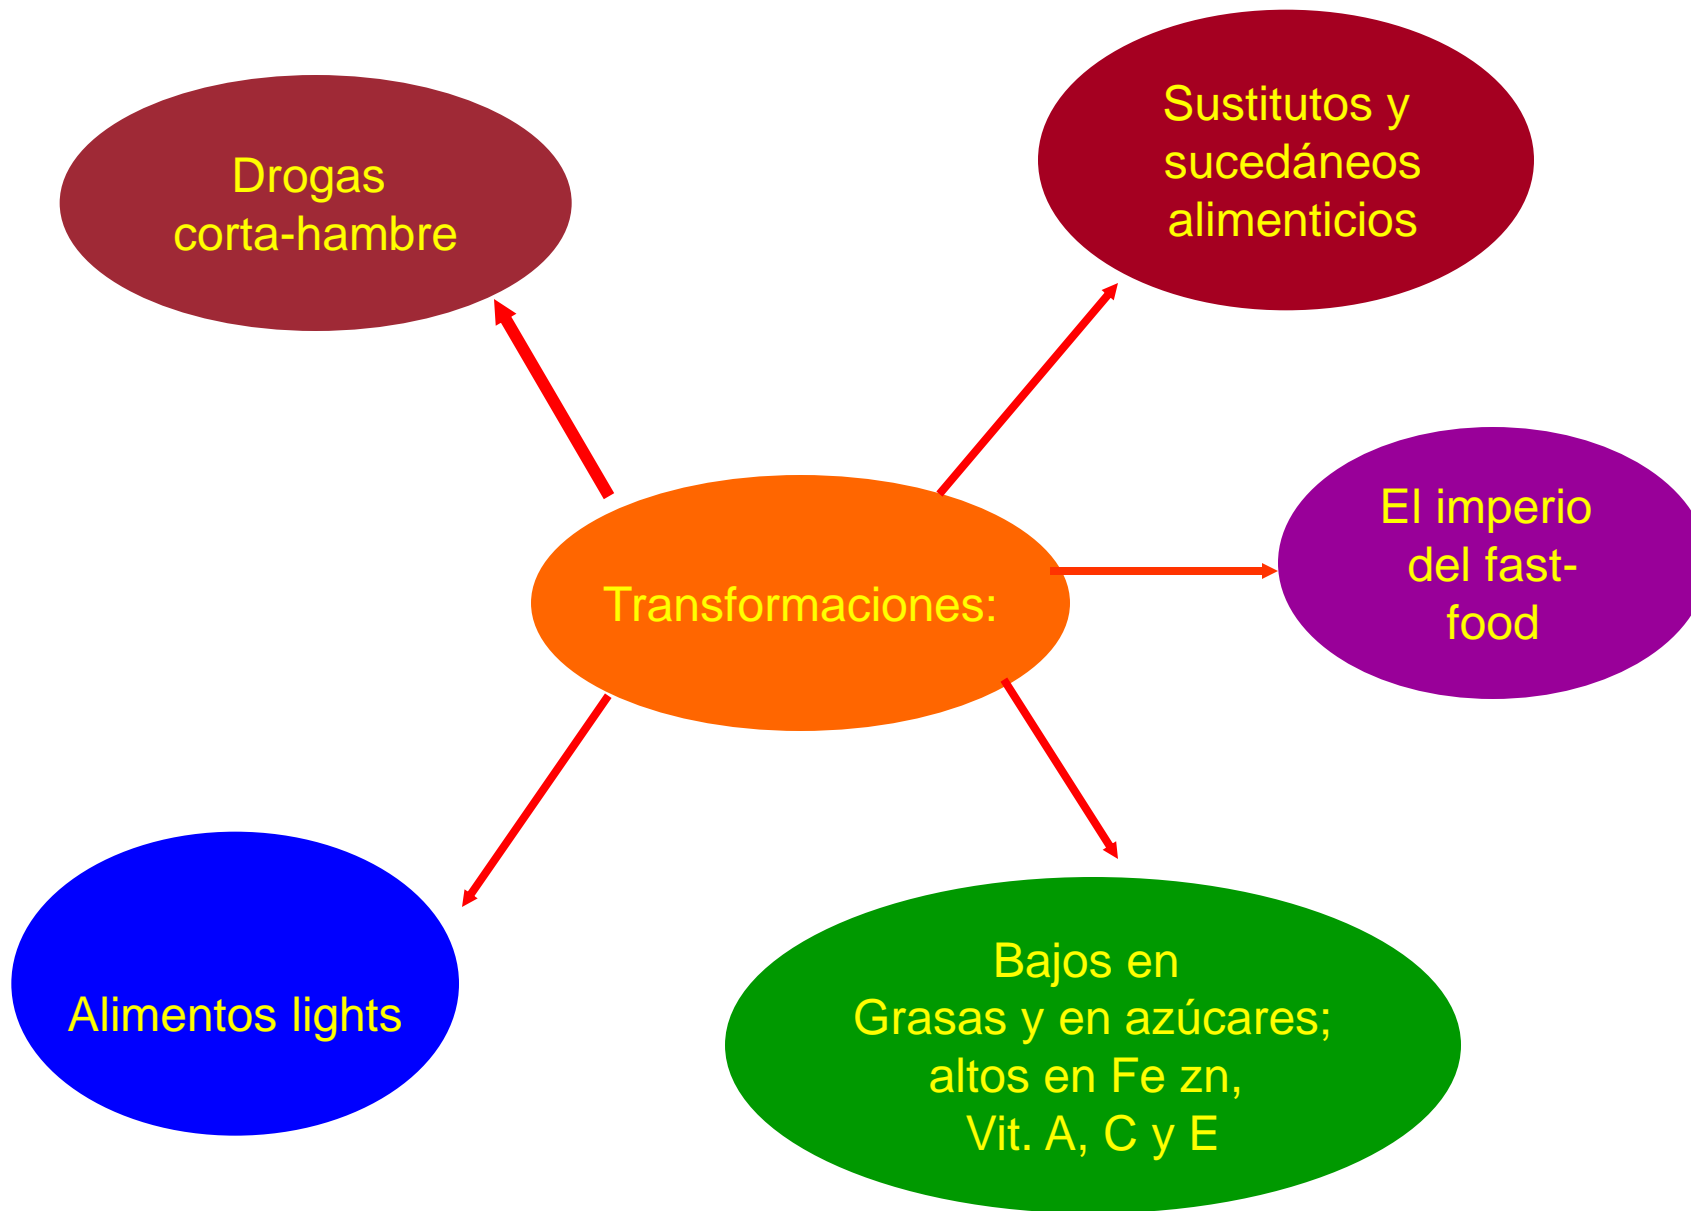 Drogas
corta-hambre
Sustitutos y
sucedáneos
alimenticios
El imperio
del fast-
food
Transformaciones:
Alimentos lights
Bajos en
Grasas y en azúcares;
altos en Fe zn,
Vit. A, C y E